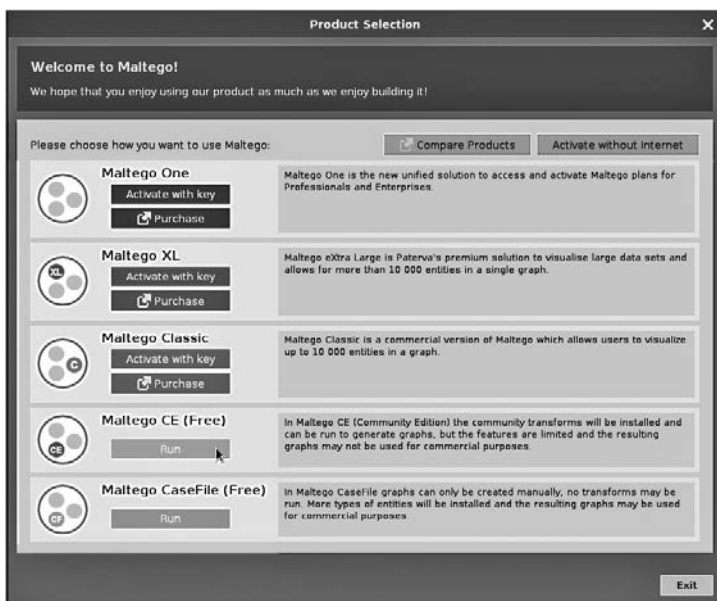 Product Selection
Welcome to Maltego!
We hope that you enjoy using our product as much as we enjoy building it!
Please choose how you want to use Maltego:
Compare Products
Activate without Internet
Maltego One
Activate with key
Purchase
Maltego One is the new unified solution to access and activate Maltego plans for
Professionals and Enterprises.
XL
Maltego XL
Activate with key
Purchase
Maltego eXtra Large is Paterva's premium solution to visualise large data sets and
allows for more than 10 000 entities in a single graph.
C
Maltego Classic
Activate with key
Purchase
Maltego Classic is a commercial version of Maltego which allows users to visualize
up to 10 000 entities in a graph.
CE
Maltego CE (Free)
Run
In Maltego CE (Community Edition) the community transforms will be installed and
can be run to generate graphs, but the features are limited and the resulting
graphs may not be used for commercial purposes.
CF
Maltego CaseFile (Free)
Run
In Maltego CaseFile graphs can only be created manually, no transforms may be
run. More types of entities will be installed and the resulting graphs may be used
for commercial purposes.
Exit